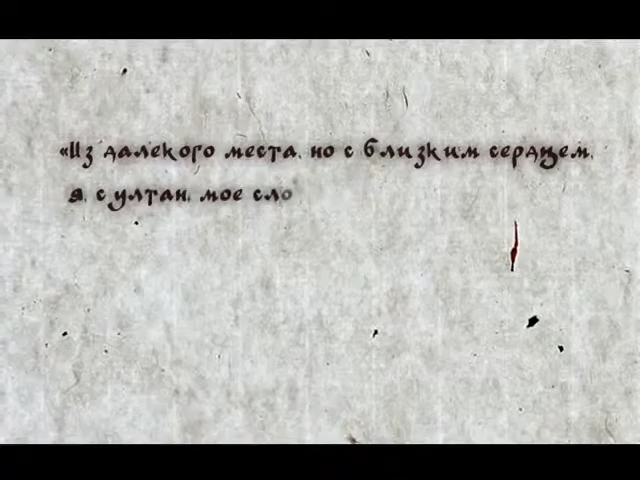 «Из далекого места, но с близким сердцем,
я, султан, мое сло